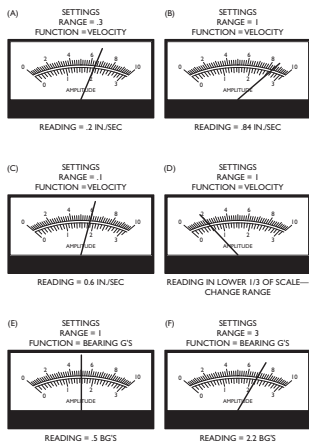 (A)
SETTINGS
RANGE = .3
FUNCTION = VELOCITY
0 2 4 6 8 10
0 1 2 3
AMPLITUDE
READING = .2 IN./SEC
(B)
SETTINGS
RANGE = 1
FUNCTION = VELOCITY
0 2 4 6 8 10
0 1 2 3
AMPLITUDE
READING = .84 IN./SEC
(C)
SETTINGS
RANGE = .1
FUNCTION = VELOCITY
0 2 4 6 8 10
0 1 2 3
AMPLITUDE
READING = 0.6 IN./SEC
(D)
SETTINGS
RANGE = 1
FUNCTION = VELOCITY
0 2 4 6 8 10
0 1 2 3
AMPLITUDE
READING IN LOWER 1/3 OF SCALE—
CHANGE RANGE
(E)
SETTINGS
RANGE = 1
FUNCTION = BEARING G'S
0 2 4 6 8 10
0 1 2 3
AMPLITUDE
READING = .5 BG'S
(F)
SETTINGS
RANGE = 3
FUNCTION = BEARING G'S
0 2 4 6 8 10
0 1 2 3
AMPLITUDE
READING = 2.2 BG'S